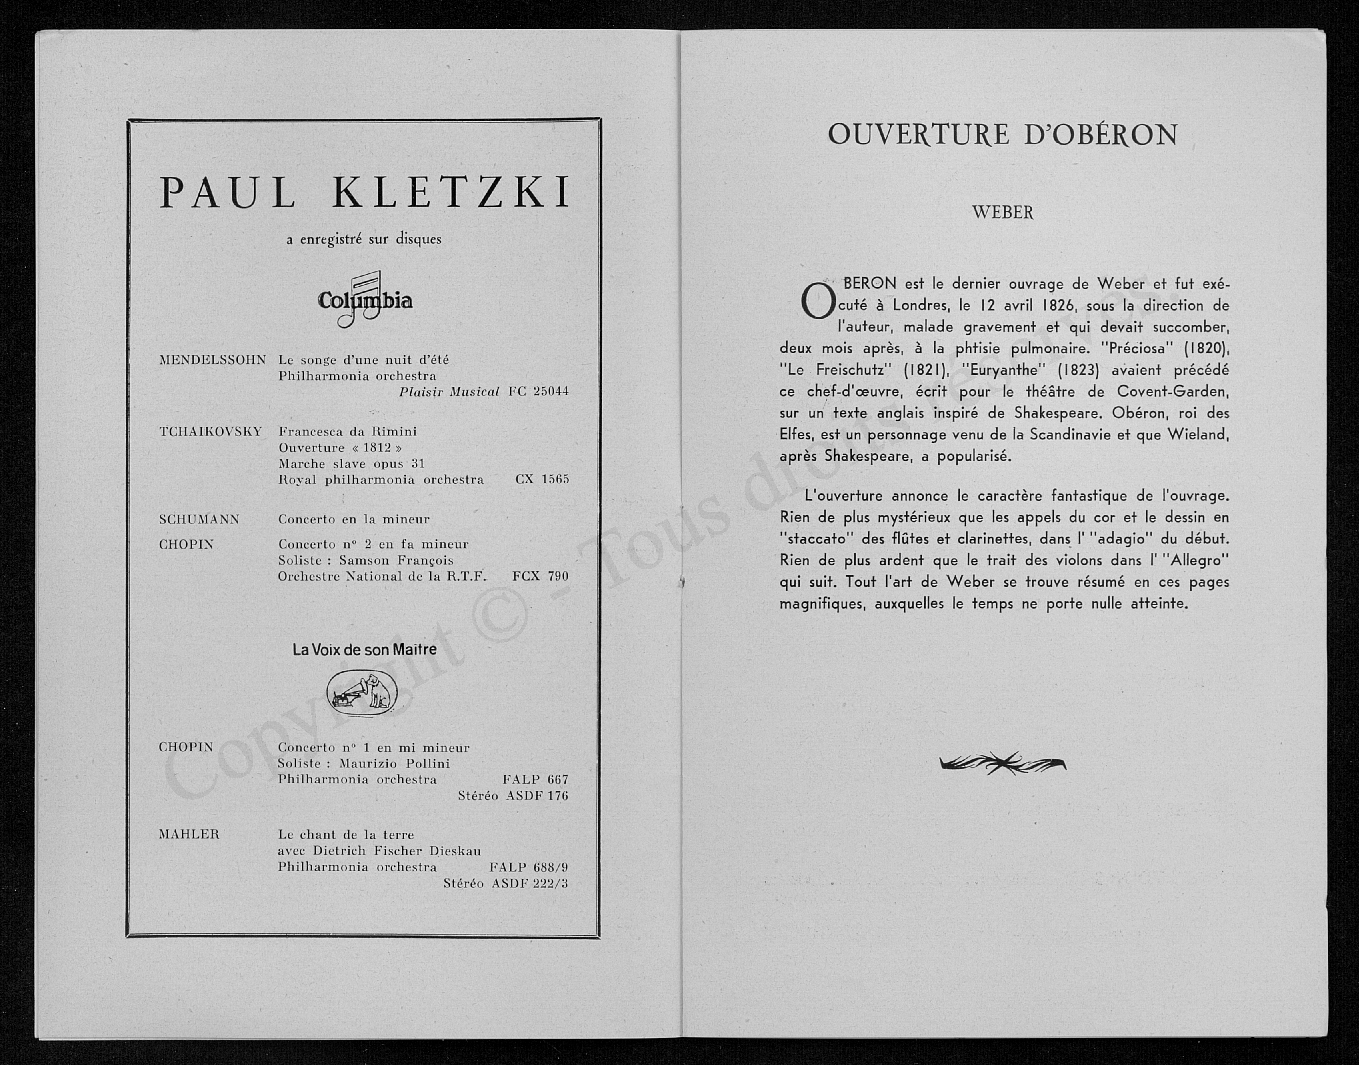 PAUL KLETZKI
a enregistré sur disques
Columbia
MENDELSSOHN Le songe d'une nuit d'été
Philharmonia orchestra
Plaisir Musical FC 25044
TCHAIKOVSKY Francesca da Rimini
Ouverture « 1812 »
Marche slave opus 31
Royal philharmonia orchestra CX 1565
SCHUMANN Concerto en la mineur
CHOPIN Concerto n° 2 en fa mineur
Soliste : Samson François
Orchestre National de la R.T.F. FCX 790
La Voix de son Maitre
CHOPIN Concerto n° 1 en mi mineur
Soliste : Maurizio Pollini
Philharmonia orchestra FALP 667
Stéréo ASDF 176
MAHLER Le chant de la terre
avec Dietrich Fischer Dieskau
Philharmonia orchestra FALP 688/9
Stéréo ASDF 222/3
OUVERTURE D'OBÉRON
WEBER
OBERON est le dernier ouvrage de Weber et fut exé-
cuté à Londres, le 12 avril 1826, sous la direction de
l'auteur, malade gravement et qui devait succomber,
deux mois après, à la phtisie pulmonaire. "Préciosa" (1820),
"Le Freischutz" (1821), "Euryanthe" (1823) avaient précédé
ce chef-d'œuvre, écrit pour le théâtre de Covent-Garden,
sur un texte anglais inspiré de Shakespeare. Obéron, roi des
Elfes, est un personnage venu de la Scandinavie et que Wieland,
après Shakespeare, a popularisé.
L'ouverture annonce le caractère fantastique de l'ouvrage.
Rien de plus mystérieux que les appels du cor et le dessin en
"staccato" des flûtes et clarinettes, dans l' "adagio" du début.
Rien de plus ardent que le trait des violons dans l' "Allegro"
qui suit. Tout l'art de Weber se trouve résumé en ces pages
magnifiques, auxquelles le temps ne porte nulle atteinte.
Copyright © - Tous droits réservés.